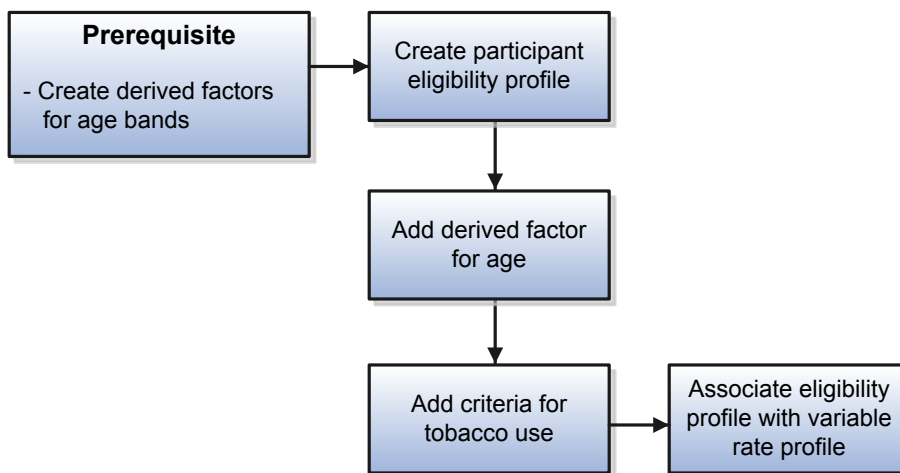 Prerequisite
- Create derived factors
for age bands
Create participant
eligibility profile
Add derived factor
for age
Add criteria for
tobacco use
Associate eligibility
profile with variable
rate profile